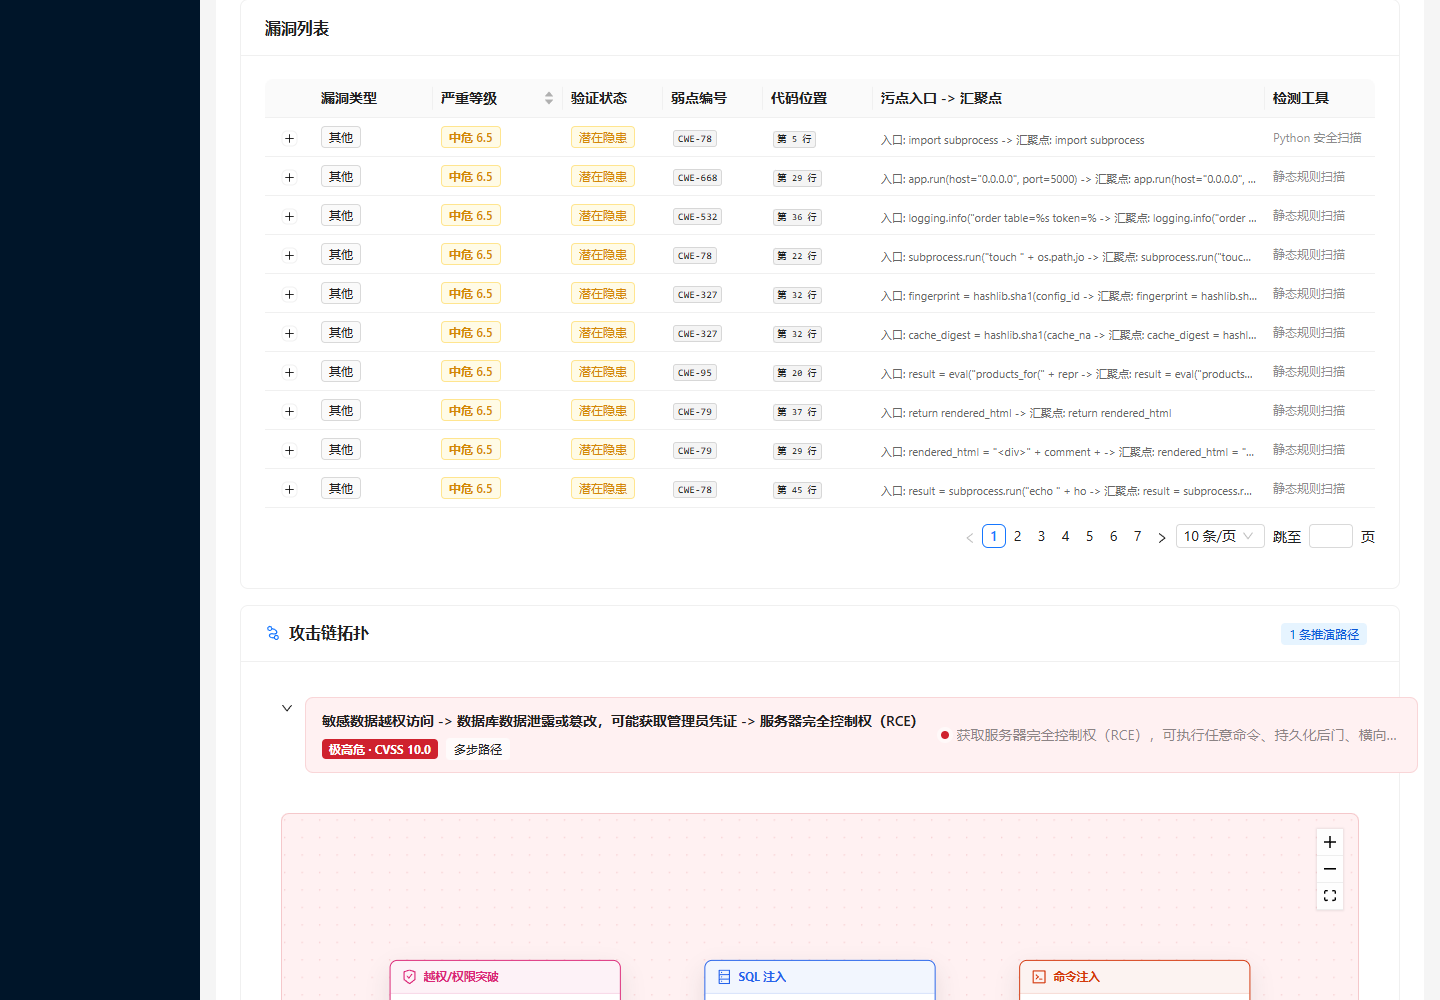 漏洞列表
漏洞类型 严重等级 验证状态 弱点编号 代码位置 污点入口 -> 汇聚点 检测工具
其他 中危 6.5 潜在隐患 CWE-78 第 5 行 入口: import subprocess -> 汇聚点: import subprocess Python 安全扫描
其他 中危 6.5 潜在隐患 CWE-668 第 29 行 入口: app.run(host="0.0.0.0", port=5000) -> 汇聚点: app.run(host="0.0.0.0", ... 静态规则扫描
其他 中危 6.5 潜在隐患 CWE-532 第 36 行 入口: logging.info("order table=%s token=% -> 汇聚点: logging.info("order ... 静态规则扫描
其他 中危 6.5 潜在隐患 CWE-78 第 22 行 入口: subprocess.run("touch " + os.path.jo -> 汇聚点: subprocess.run("touc... 静态规则扫描
其他 中危 6.5 潜在隐患 CWE-327 第 32 行 入口: fingerprint = hashlib.sha1(config_id -> 汇聚点: fingerprint = hashlib.sh... 静态规则扫描
其他 中危 6.5 潜在隐患 CWE-327 第 32 行 入口: cache_digest = hashlib.sha1(cache_na -> 汇聚点: cache_digest = hashl... 静态规则扫描
其他 中危 6.5 潜在隐患 CWE-95 第 20 行 入口: result = eval("products_for(" + repr -> 汇聚点: result = eval("products... 静态规则扫描
其他 中危 6.5 潜在隐患 CWE-79 第 37 行 入口: return rendered_html -> 汇聚点: return rendered_html 静态规则扫描
其他 中危 6.5 潜在隐患 CWE-79 第 29 行 入口: rendered_html = "<div>" + comment + -> 汇聚点: rendered_html = "... 静态规则扫描
其他 中危 6.5 潜在隐患 CWE-78 第 45 行 入口: result = subprocess.run("echo " + ho -> 汇聚点: result = subprocess.r... 静态规则扫描
1 2 3 4 5 6 7 10 条/页 跳至 页
攻击链拓扑 1 条推演路径
敏感数据越权访问 -> 数据库数据泄露或篡改，可能获取管理员凭证 -> 服务器完全控制权（RCE）
极高危 · CVSS 10.0 多步路径
获取服务器完全控制权（RCE），可执行任意命令、持久化后门、横向...
越权/权限突破 SQL 注入 命令注入